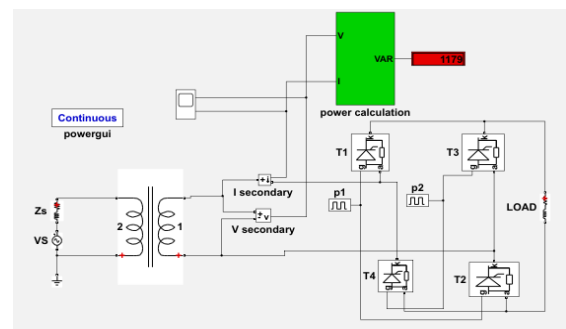 V
VAR
1179
I
power calculation
Continuous
powergui
T1
k
g
a
T3
k
g
a
+ i
-
I secondary
p1
p2
Zs
2
1
+
-
v
V secondary
LOAD
VS
T4
k
g
a
T2
k
g
a
+
+